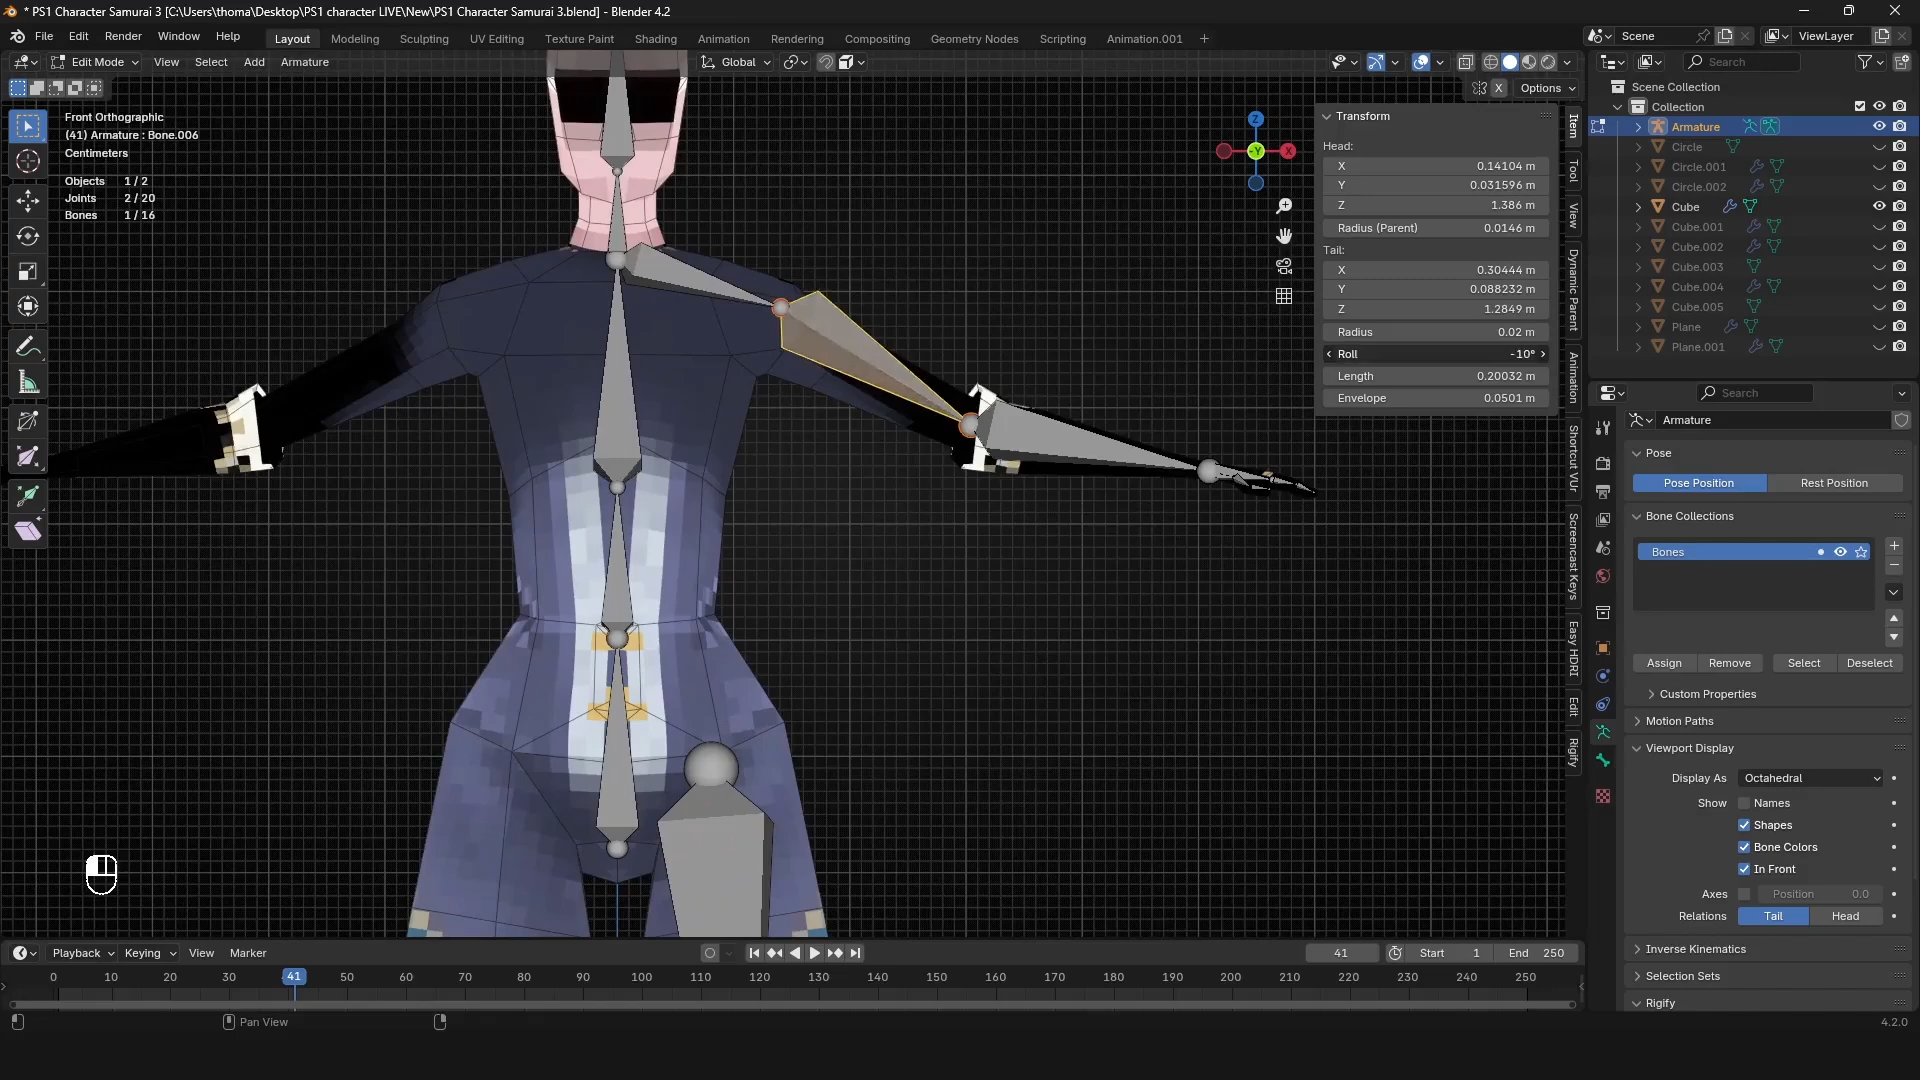 * PS1 Character Samurai 3 [C:\Users\thoma\Desktop\PS1 character LIVE\New\PS1 Character Samurai 3.blend] - Blender 4.2
File Edit Render Window Help
Layout Modeling Sculpting UV Editing Texture Paint Shading Animation Rendering Compositing Geometry Nodes Scripting Animation.001 +
Scene
ViewLayer
Edit Mode View Select Add Armature
Global
Search
X Options
Front Orthographic
(41) Armature : Bone.006
Centimeters
Objects 1 / 2
Joints 2 / 20
Bones 1 / 16
Z
-Y
X
Transform
Head:
X 0.14104 m
Y 0.031596 m
Z 1.386 m
Radius (Parent) 0.0146 m
Tail:
X 0.30444 m
Y 0.088232 m
Z 1.2849 m
Radius 0.02 m
Roll -10°
Length 0.20032 m
Envelope 0.0501 m
Item
Tool
View
Dynamic Parent
Animation
Shortcut VUr
Screencast Keys
Easy HDRI
Edit
Rigify
Scene Collection
Collection
Armature
Circle
Circle.001
Circle.002
Cube
Cube.001
Cube.002
Cube.003
Cube.004
Cube.005
Plane
Plane.001
Search
Armature
Pose
Pose Position Rest Position
Bone Collections
Bones
Assign Remove Select Deselect
Custom Properties
Motion Paths
Viewport Display
Display As Octahedral
Show Names
Shapes
Bone Colors
In Front
Axes Position 0.0
Relations Tail Head
Inverse Kinematics
Selection Sets
Rigify
Playback Keying View Marker
41 Start 1 End 250
0 10 20 30 41 50 60 70 80 90 100 110 120 130 140 150 160 170 180 190 200 210 220 230 240 250
Pan View
4.2.0